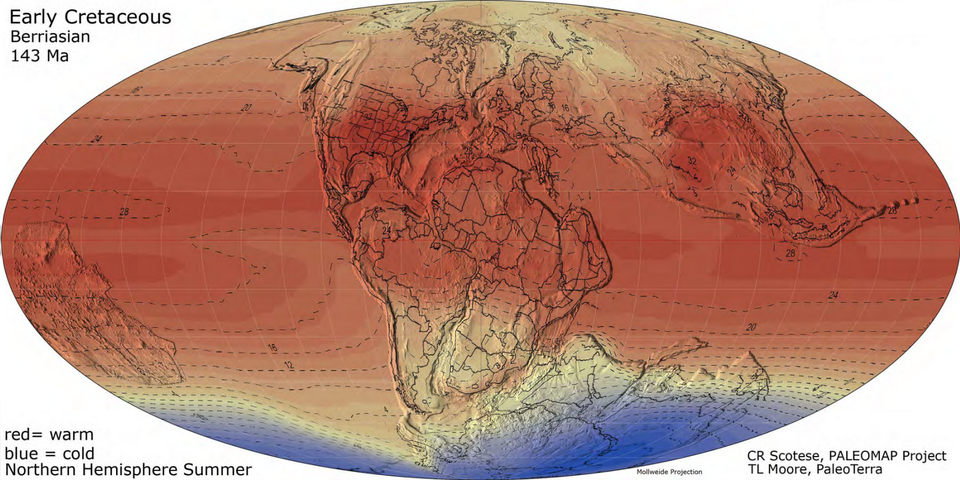 Early Cretaceous
Berriasian
143 Ma
16
20
24
16
32
28
24
28
28
24
20
16
12
red= warm
blue = cold
Northern Hemisphere Summer
Mollweide Projection
CR Scotese, PALEOMAP Project
TL Moore, PaleoTerra